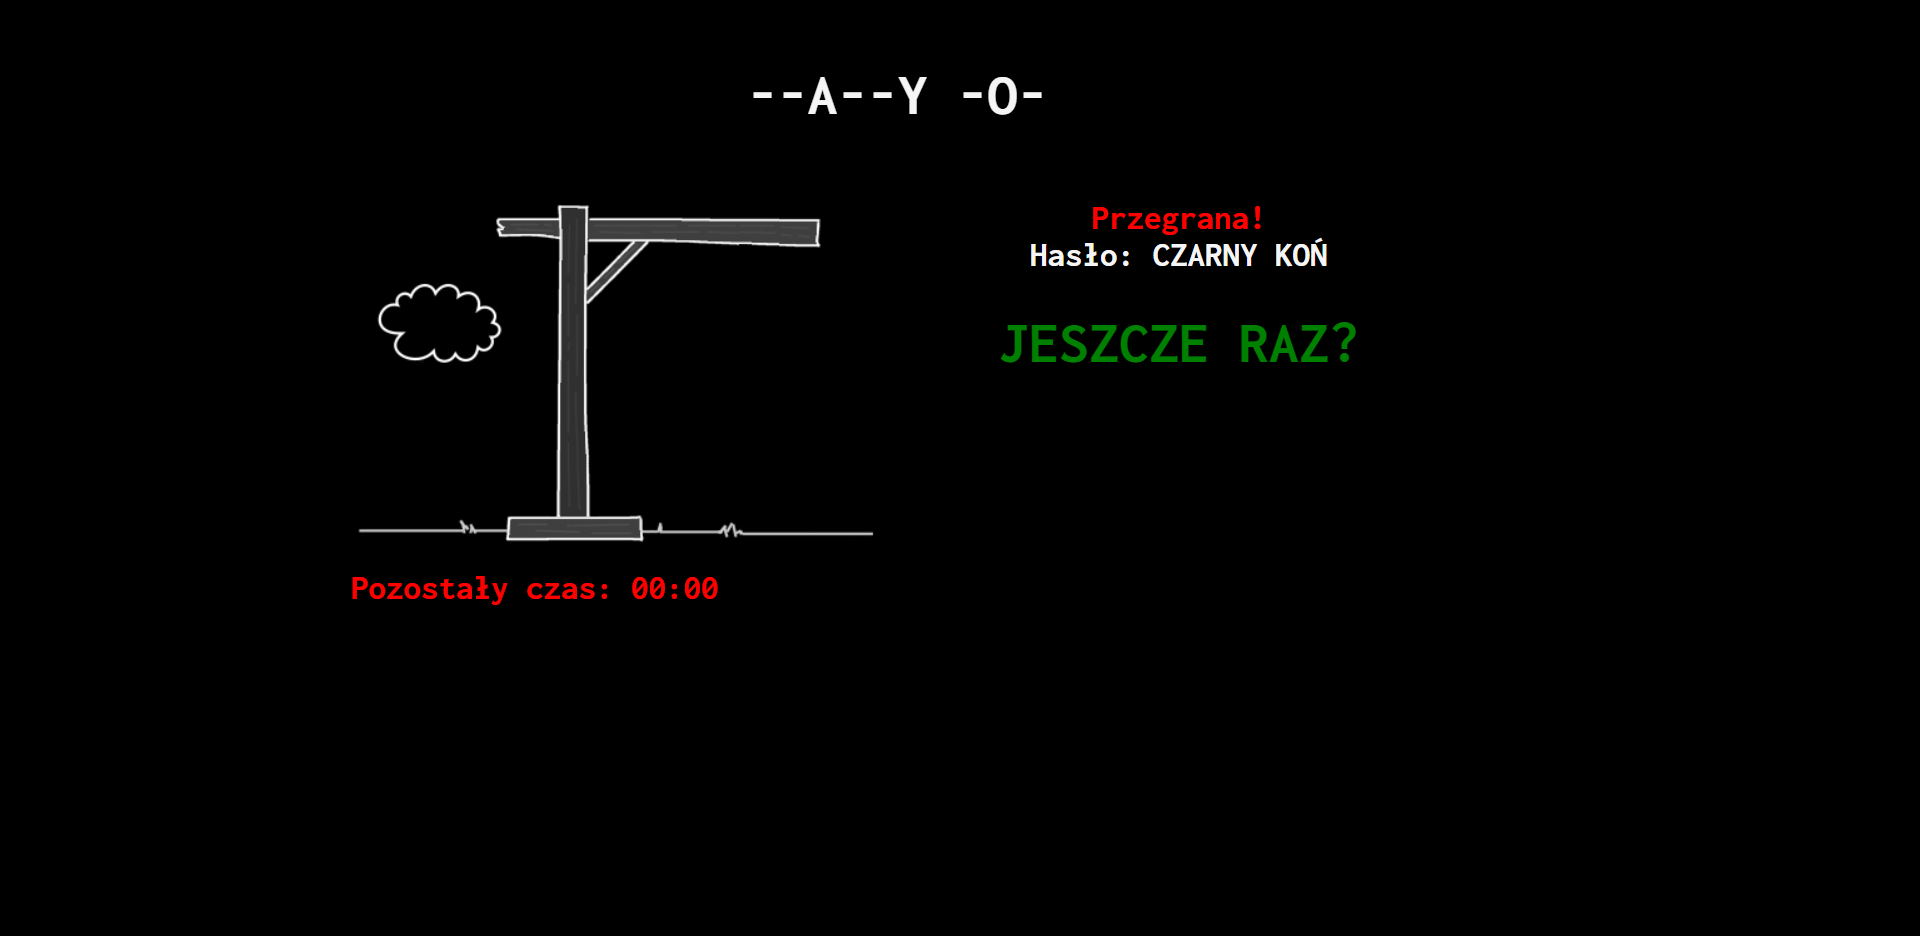 --A--Y -O-
Przegrana!
Hasło: CZARNY KOŃ
JESZCZE RAZ?
Pozostały czas: 00:00